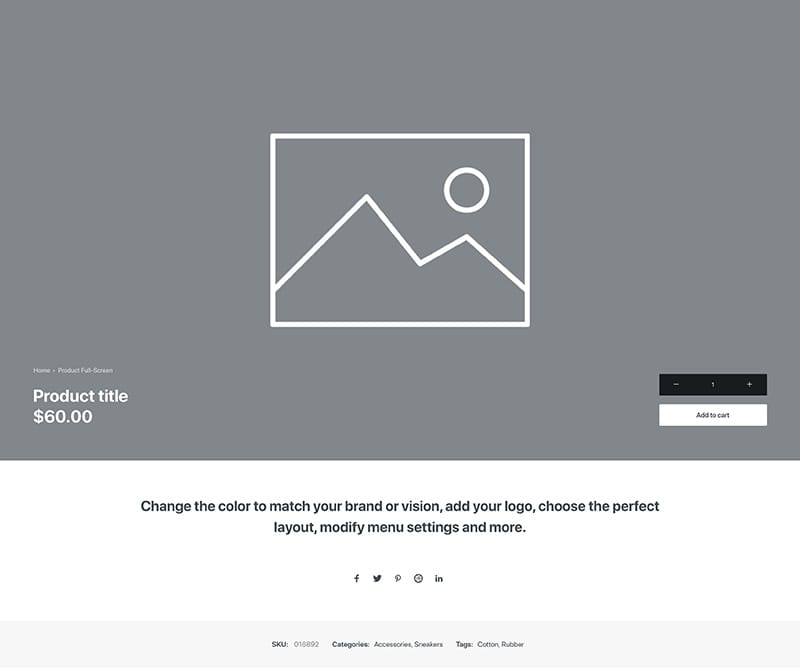 Home › Product Full-Screen
Product title
$60.00
− 1 +
Add to cart
Change the color to match your brand or vision, add your logo, choose the perfect
layout, modify menu settings and more.
SKU: 016892 Categories: Accessories, Sneakers Tags: Cotton, Rubber